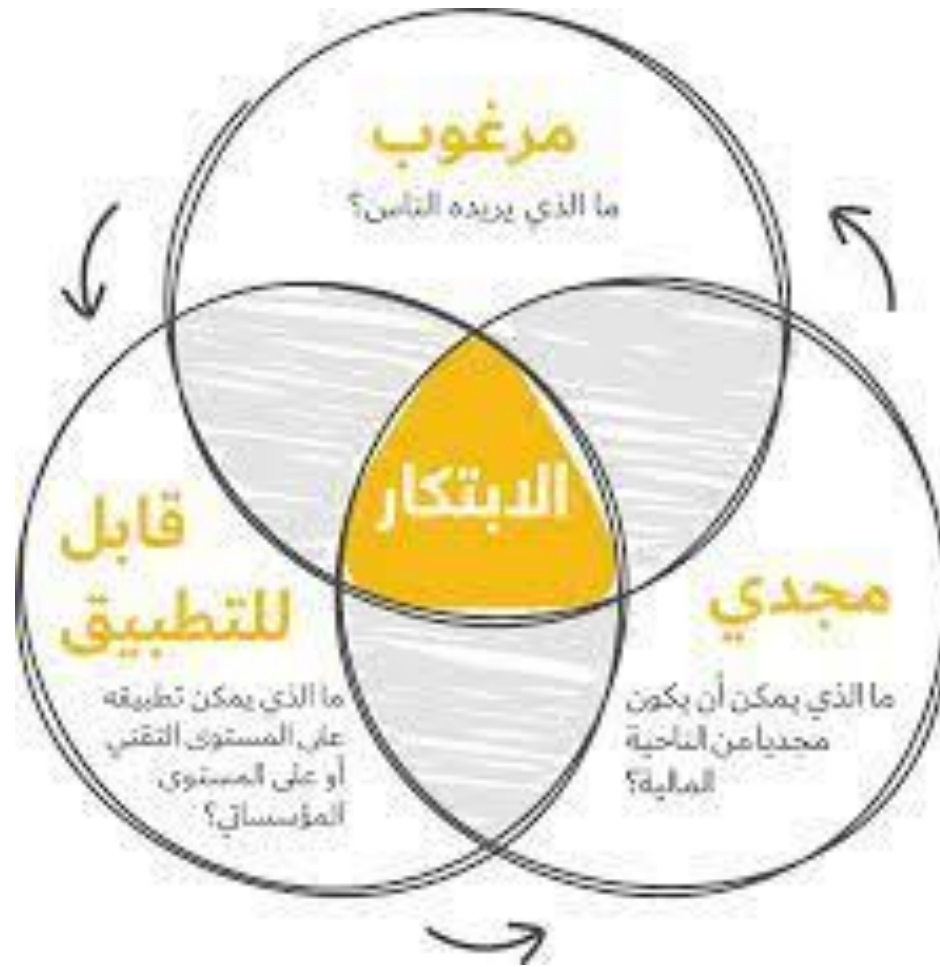 مرغوب
ما الذي يريده الناس؟
الابتكار
مجدي
ما الذي يمكن أن يكون
مجديا من الناحية
المالية؟
قابل
للتطبيق
ما الذي يمكن تطبيقه
على المستوى التقني
أو على المستوى
المؤسساتي؟